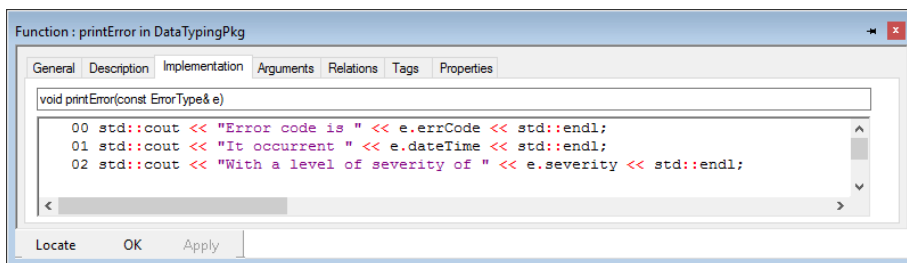 Function : printError in DataTypingPkg
General Description Implementation Arguments Relations Tags Properties
void printError(const ErrorType& e)
00 std::cout << "Error code is " << e.errCode << std::endl;
01 std::cout << "It occurrent " << e.dateTime << std::endl;
02 std::cout << "With a level of severity of " << e.severity << std::endl;
Locate OK Apply